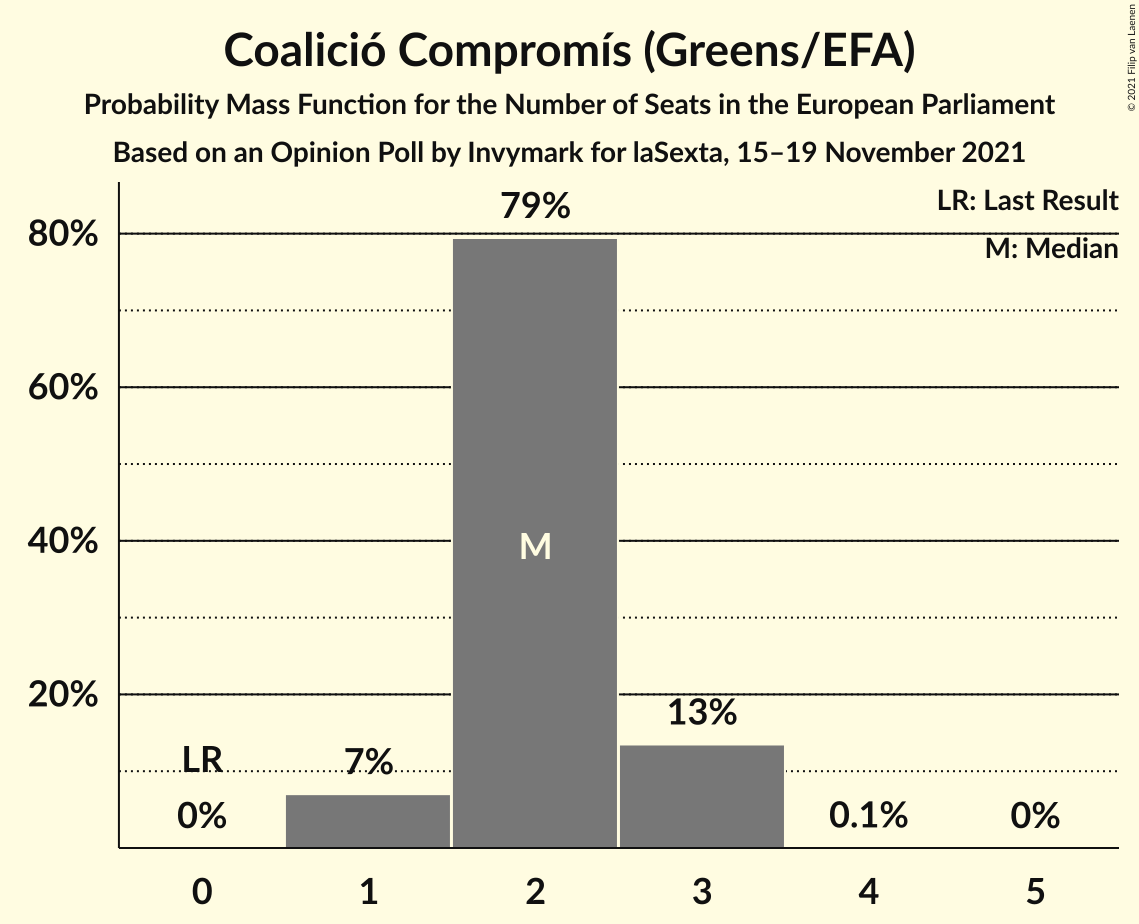 Coalició Compromís (Greens/EFA)
Probability Mass Function for the Number of Seats in the European Parliament
Based on an Opinion Poll by Invymark for laSexta, 15–19 November 2021
© 2021 Filip van Laenen
LR: Last Result
M: Median
79%
80%
60%
40%
M
20%
13%
LR
7%
0%
0.1%
0%
0 1 2 3 4 5